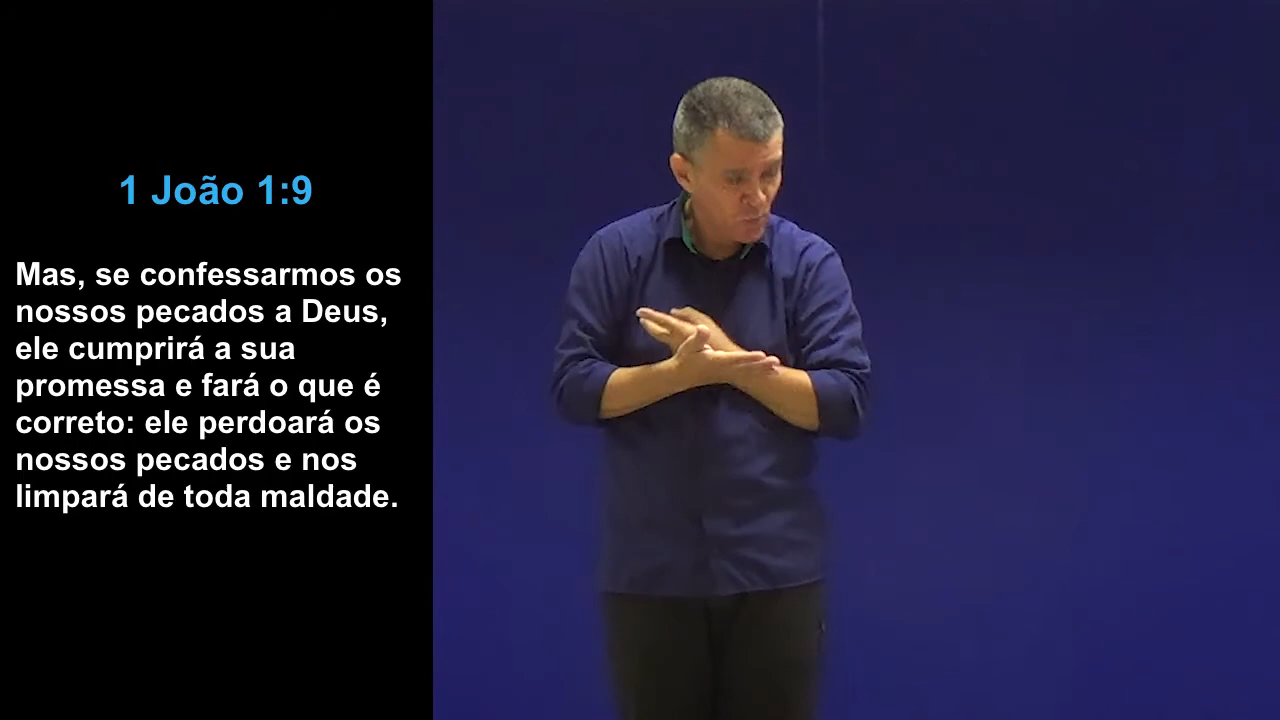 1 João 1:9
Mas, se confessarmos os
nossos pecados a Deus,
ele cumprirá a sua
promessa e fará o que é
correto: ele perdoará os
nossos pecados e nos
limpará de toda maldade.